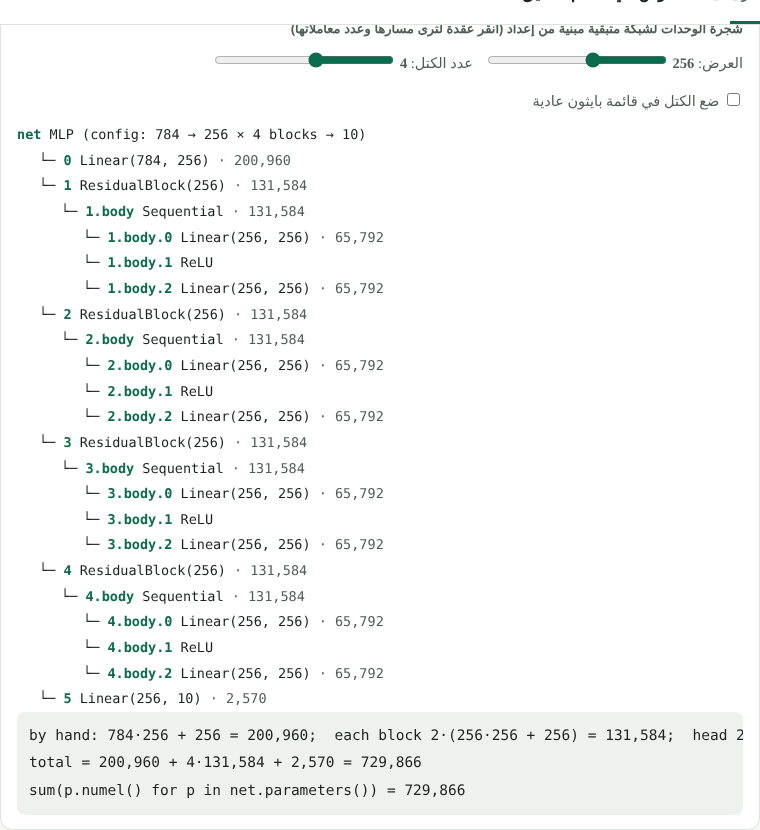 شجرة الوحدات لشبكة متبقية مبنية من إعداد (انقر عقدة لترى مسارها وعدد معاملاتها)
العرض: 256 عدد الكتل: 4
ضع الكتل في قائمة بايثون عادية
net MLP (config: 784 → 256 × 4 blocks → 10)
└─ 0 Linear(784, 256) · 200,960
└─ 1 ResidualBlock(256) · 131,584
└─ 1.body Sequential · 131,584
└─ 1.body.0 Linear(256, 256) · 65,792
└─ 1.body.1 ReLU
└─ 1.body.2 Linear(256, 256) · 65,792
└─ 2 ResidualBlock(256) · 131,584
└─ 2.body Sequential · 131,584
└─ 2.body.0 Linear(256, 256) · 65,792
└─ 2.body.1 ReLU
└─ 2.body.2 Linear(256, 256) · 65,792
└─ 3 ResidualBlock(256) · 131,584
└─ 3.body Sequential · 131,584
└─ 3.body.0 Linear(256, 256) · 65,792
└─ 3.body.1 ReLU
└─ 3.body.2 Linear(256, 256) · 65,792
└─ 4 ResidualBlock(256) · 131,584
└─ 4.body Sequential · 131,584
└─ 4.body.0 Linear(256, 256) · 65,792
└─ 4.body.1 ReLU
└─ 4.body.2 Linear(256, 256) · 65,792
└─ 5 Linear(256, 10) · 2,570
by hand: 784·256 + 256 = 200,960; each block 2·(256·256 + 256) = 131,584; head 2
total = 200,960 + 4·131,584 + 2,570 = 729,866
sum(p.numel() for p in net.parameters()) = 729,866